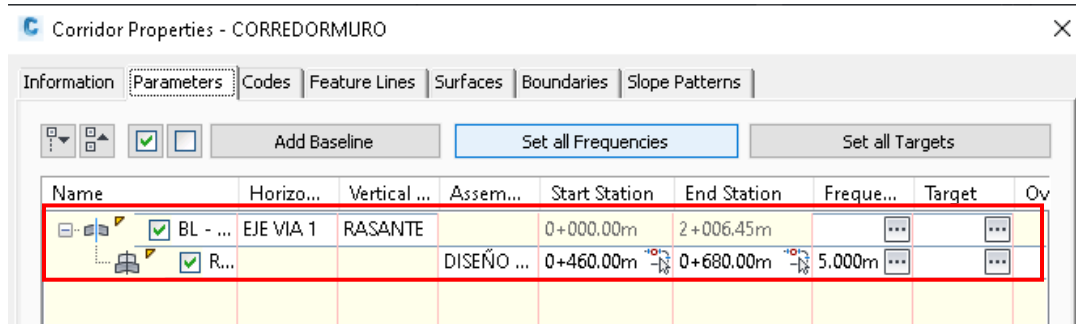 Corridor Properties - CORREDORMURO
Information Parameters Codes Feature Lines Surfaces Boundaries Slope Patterns
Add Baseline Set all Frequencies Set all Targets
Name Horizo... Vertical ... Assem... Start Station End Station Freque... Target Ov
BL - ... EJE VIA 1 RASANTE 0+000.00m 2+006.45m ... ...
R... DISEÑO ... 0+460.00m 0+680.00m 5.000m ... ...